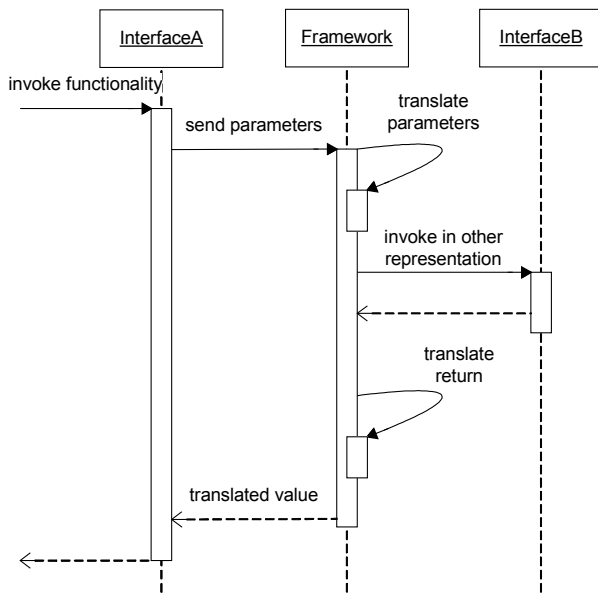 InterfaceA
Framework
InterfaceB
invoke functionality
send parameters
translate
parameters
invoke in other
representation
translate
return
translated value